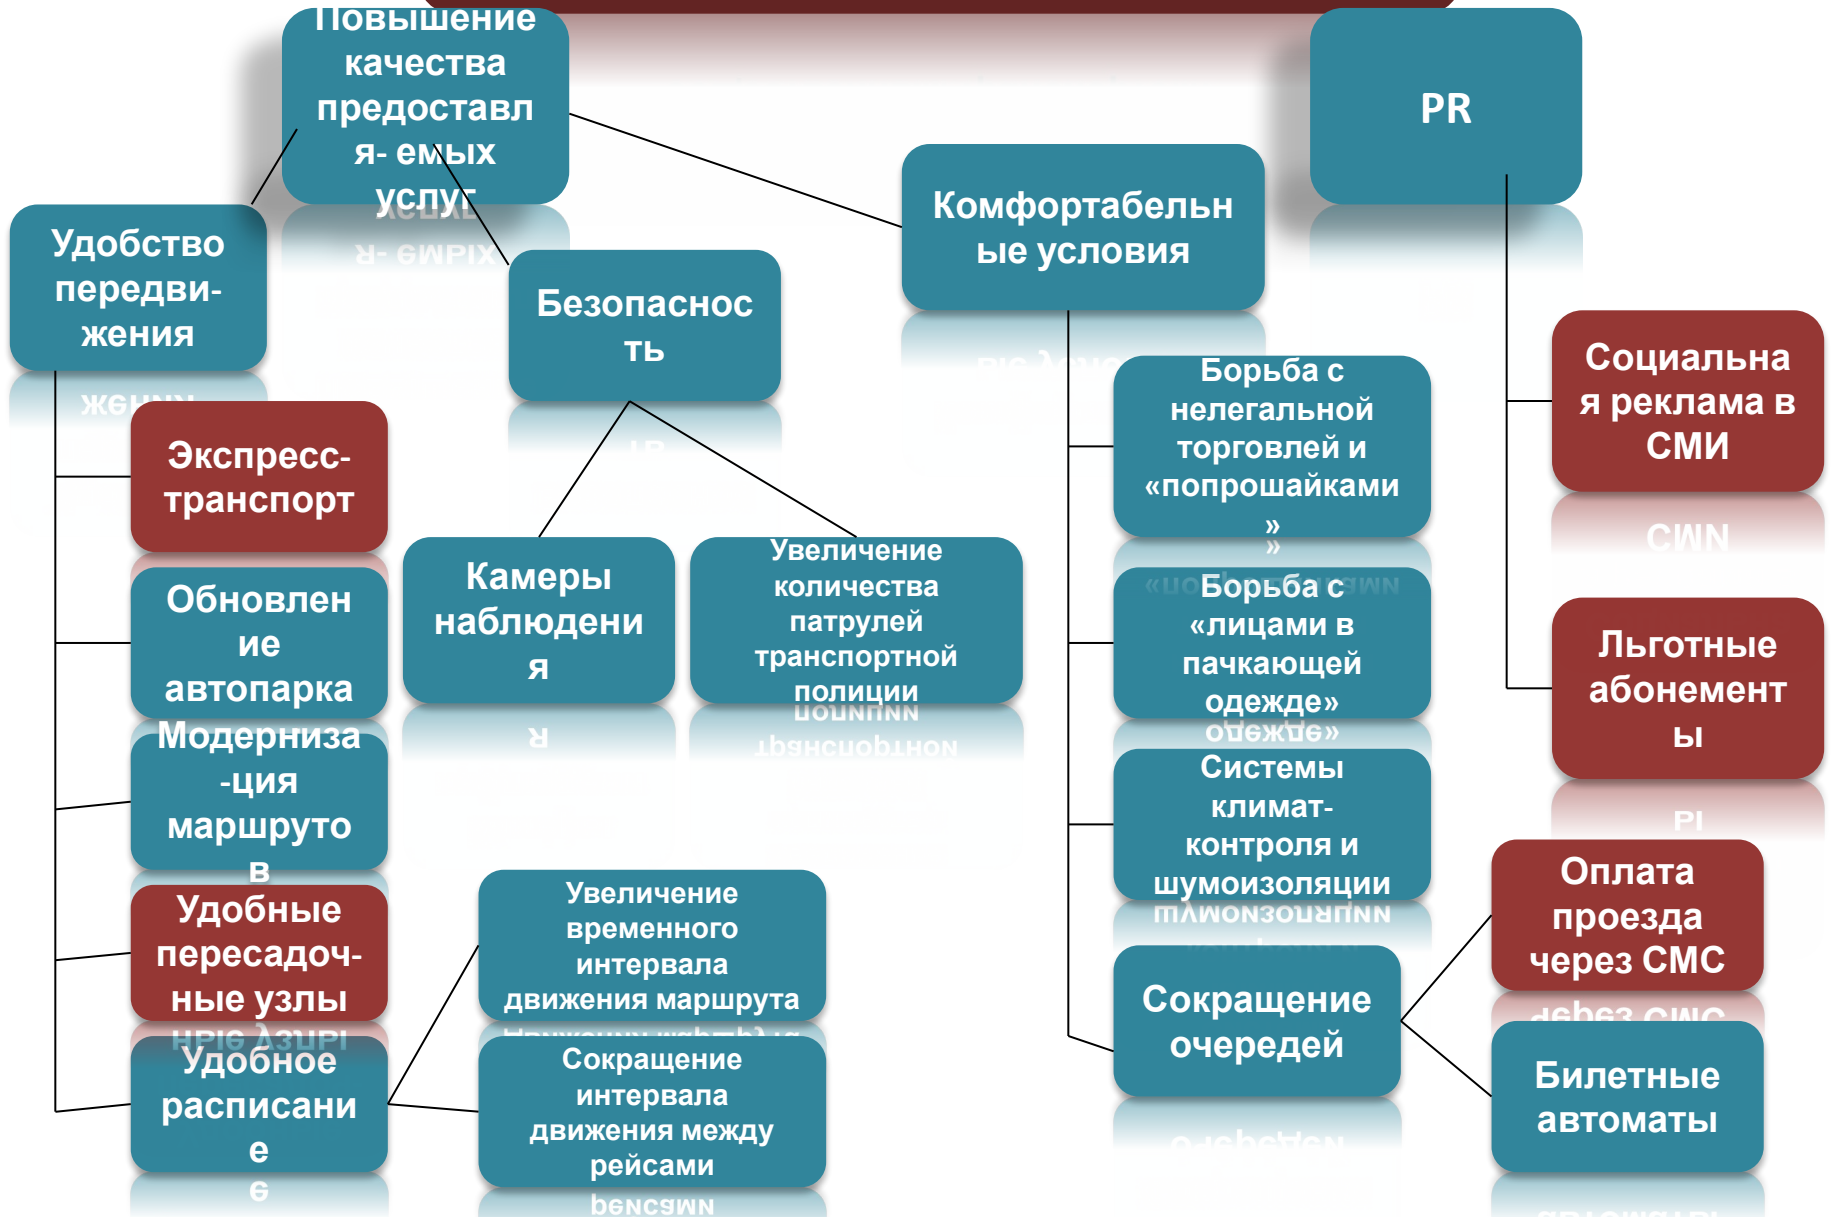 Повышение
качества
предоставл
я- емых
услуг
PR
Комфортабельн
ые условия
Удобство
передви-
жения
Безопаснос
ть
Социальна
я реклама в
СМИ
Борьба с
нелегальной
торговлей и
«попрошайками
»
Экспресс-
транспорт
Камеры
наблюдени
я
Увеличение
количества
патрулей
транспортной
полиции
Обновлен
ие
автопарка
Борьба с
«лицами в
пачкающей
одежде»
Льготные
абонемент
ы
Модерниза
-ция
маршруто
в
Системы
климат-
контроля и
шумоизоляции
Оплата
проезда
через СМС
Удобные
пересадоч-
ные узлы
Увеличение
временного
интервала
движения маршрута
Сокращение
очередей
Удобное
расписани
е
Сокращение
интервала
движения между
рейсами
Билетные
автоматы